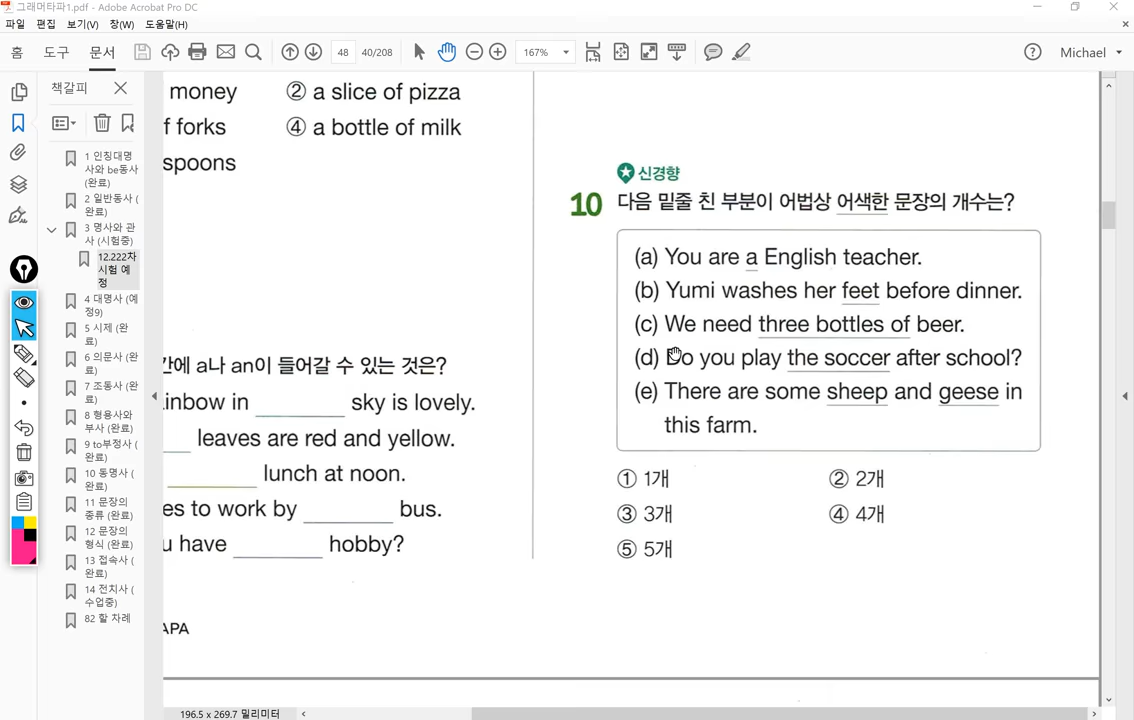 그래머타파1.pdf - Adobe Acrobat Pro DC
파일 편집 보기(V) 창(W) 도움말(H)
홈 도구 문서 48 40/208 167% Michael
책갈피
1 인칭대명
사와 be동사
(완료)
2 일반동사 (
완료)
3 명사와 관
사 (시험중)
12.222차
시험 예
정
4 대명사 (예
정9)
5 시제 (완
료)
6 의문사 (완
료)
7 조동사 (완
료)
8 형용사와
부사 (완료)
9 to부정사 (
완료)
10 동명사 (
완료)
11 문장의
종류 (완료)
12 문장의
형식 (완료)
13 접속사 (
완료)
14 전치사 (
수업중)
82 할 차례
money ② a slice of pizza
f forks ④ a bottle of milk
spoons
간에 a나 an이 들어갈 수 있는 것은?
inbow in ________ sky is lovely.
___ leaves are red and yellow.
________ lunch at noon.
es to work by ________ bus.
u have ________ hobby?
APA
신경향
10 다음 밑줄 친 부분이 어법상 어색한 문장의 개수는?
(a) You are a English teacher.
(b) Yumi washes her feet before dinner.
(c) We need three bottles of beer.
(d) Do you play the soccer after school?
(e) There are some sheep and geese in
this farm.
① 1개 ② 2개
③ 3개 ④ 4개
⑤ 5개
196.5 x 269.7 밀리미터